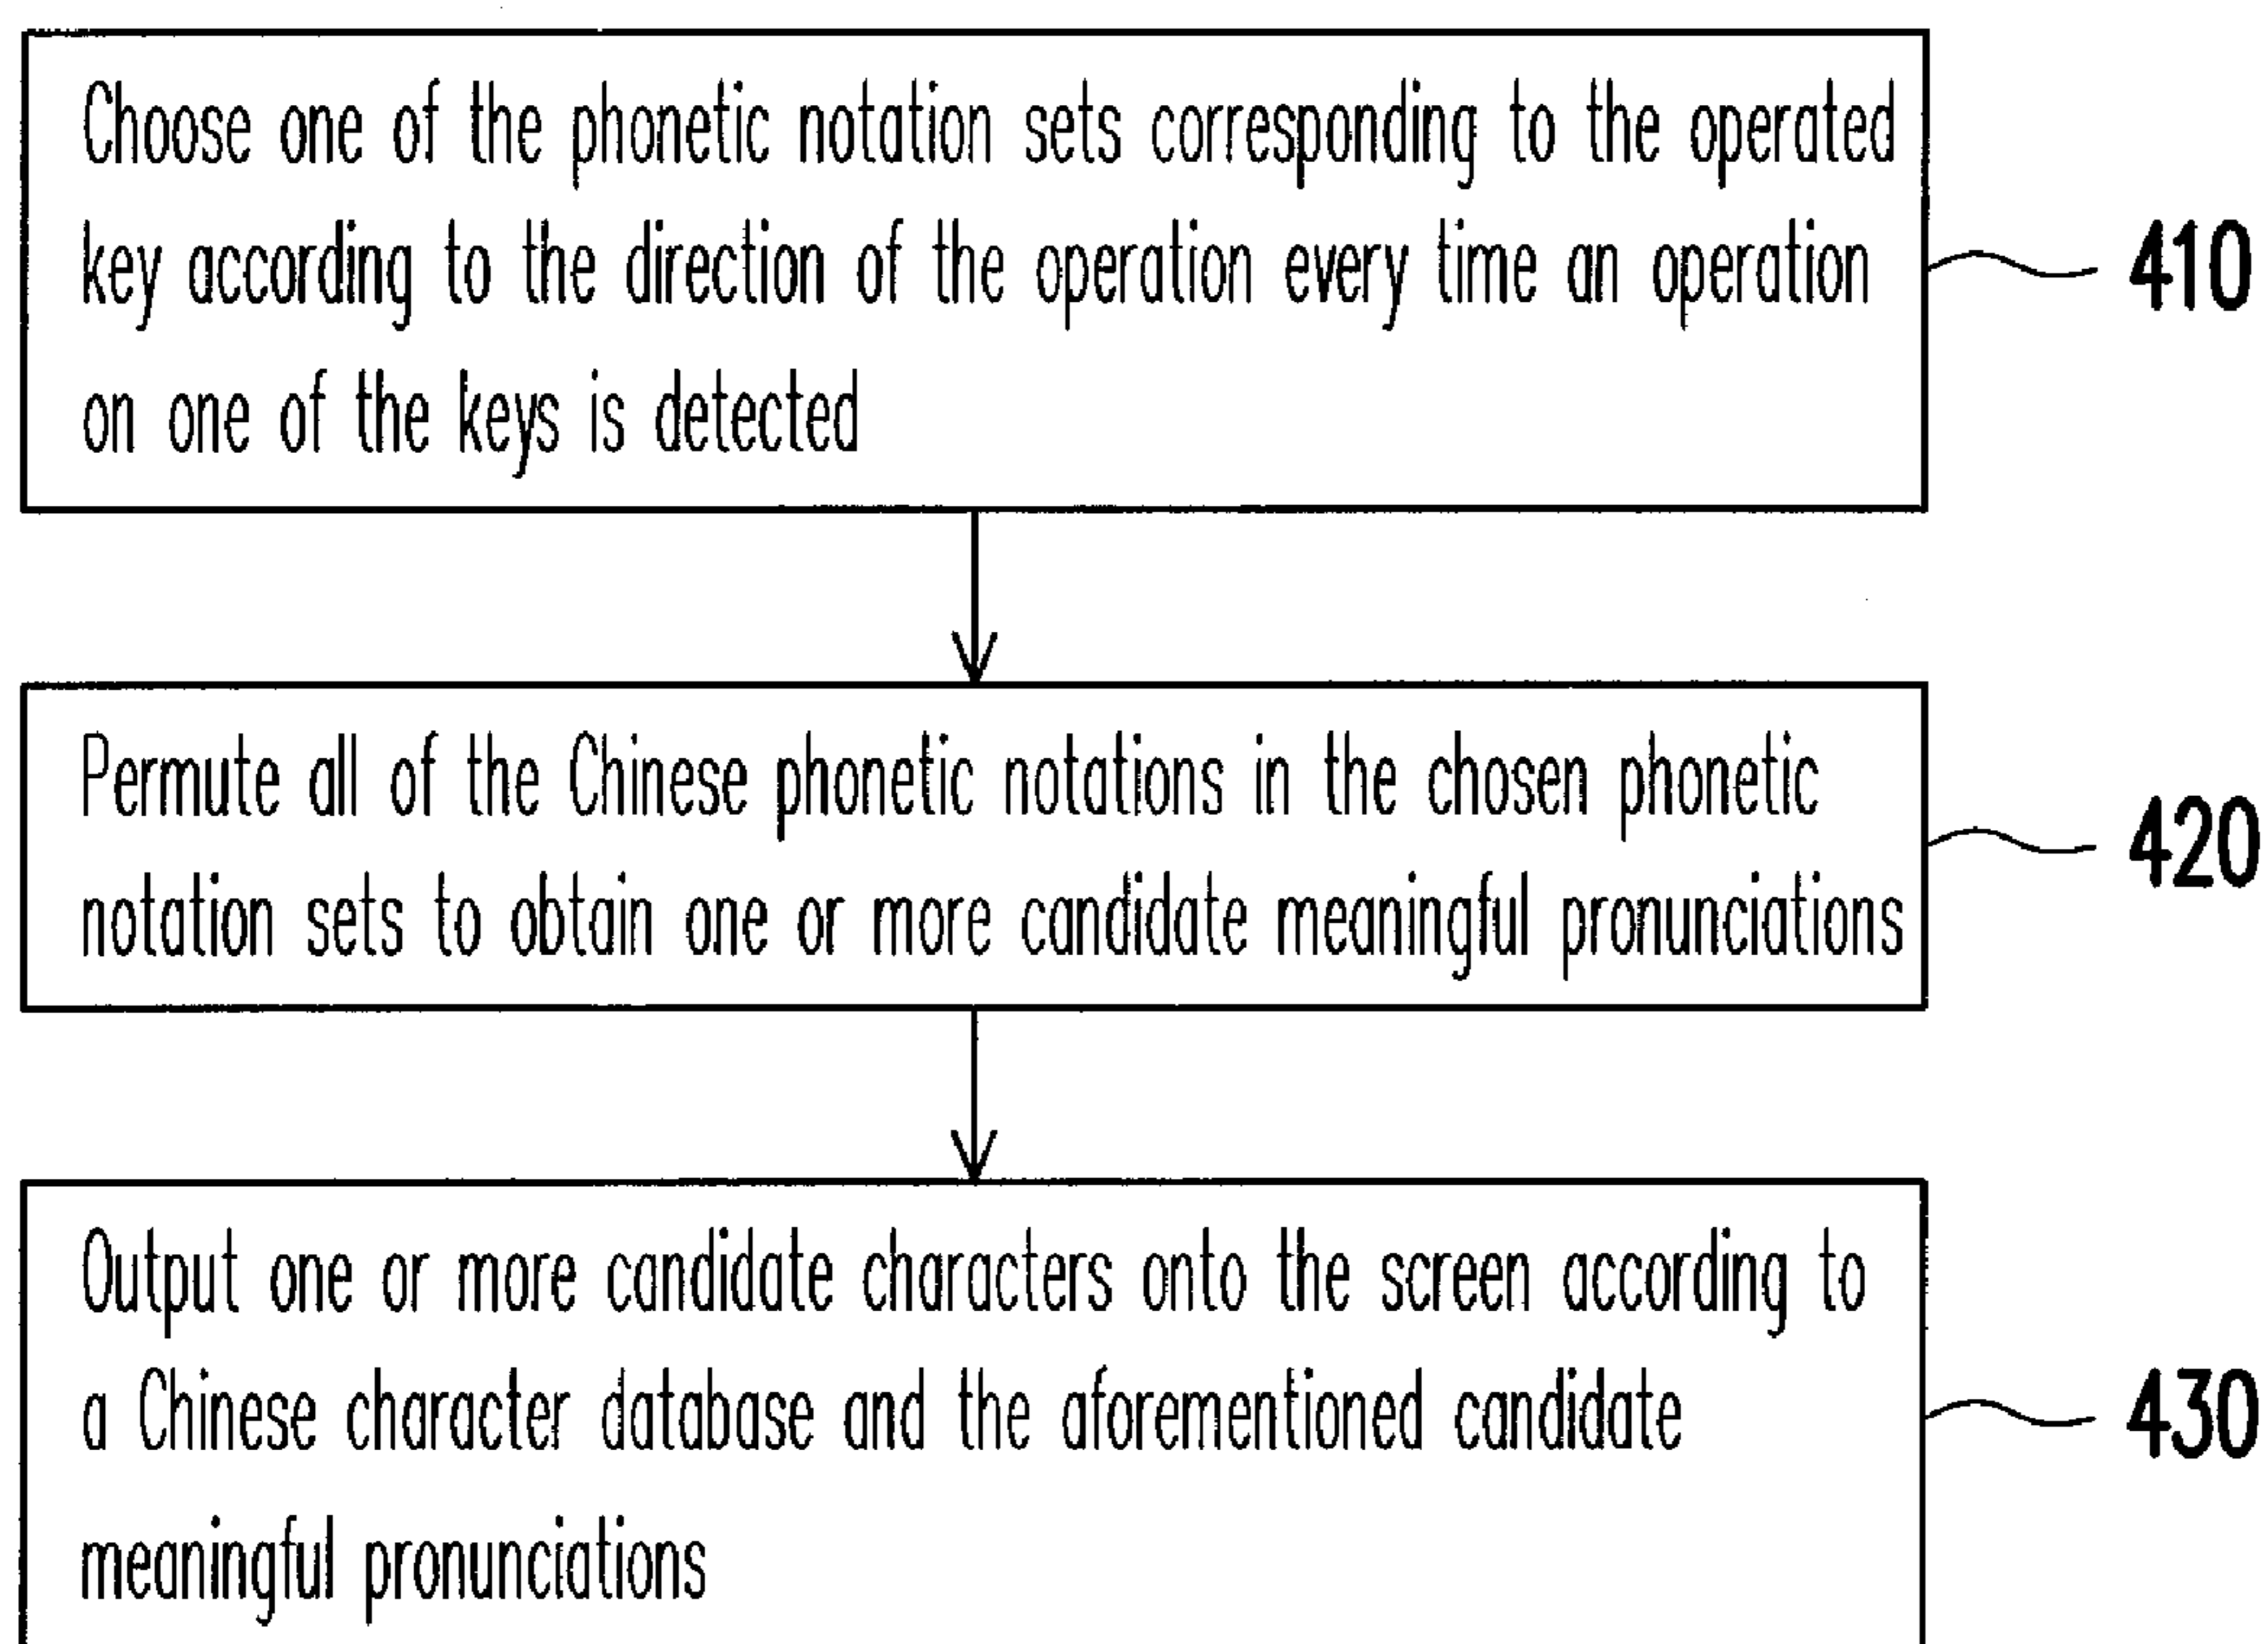 Choose one of the phonetic notation sets corresponding to the operated
key according to the direction of the operation every time an operation
on one of the keys is detected
410
Permute all of the Chinese phonetic notations in the chosen phonetic
notation sets to obtain one or more candidate meaningful pronunciations
420
Output one or more candidate characters onto the screen according to
a Chinese character database and the aforementioned candidate
meaningful pronunciations
430